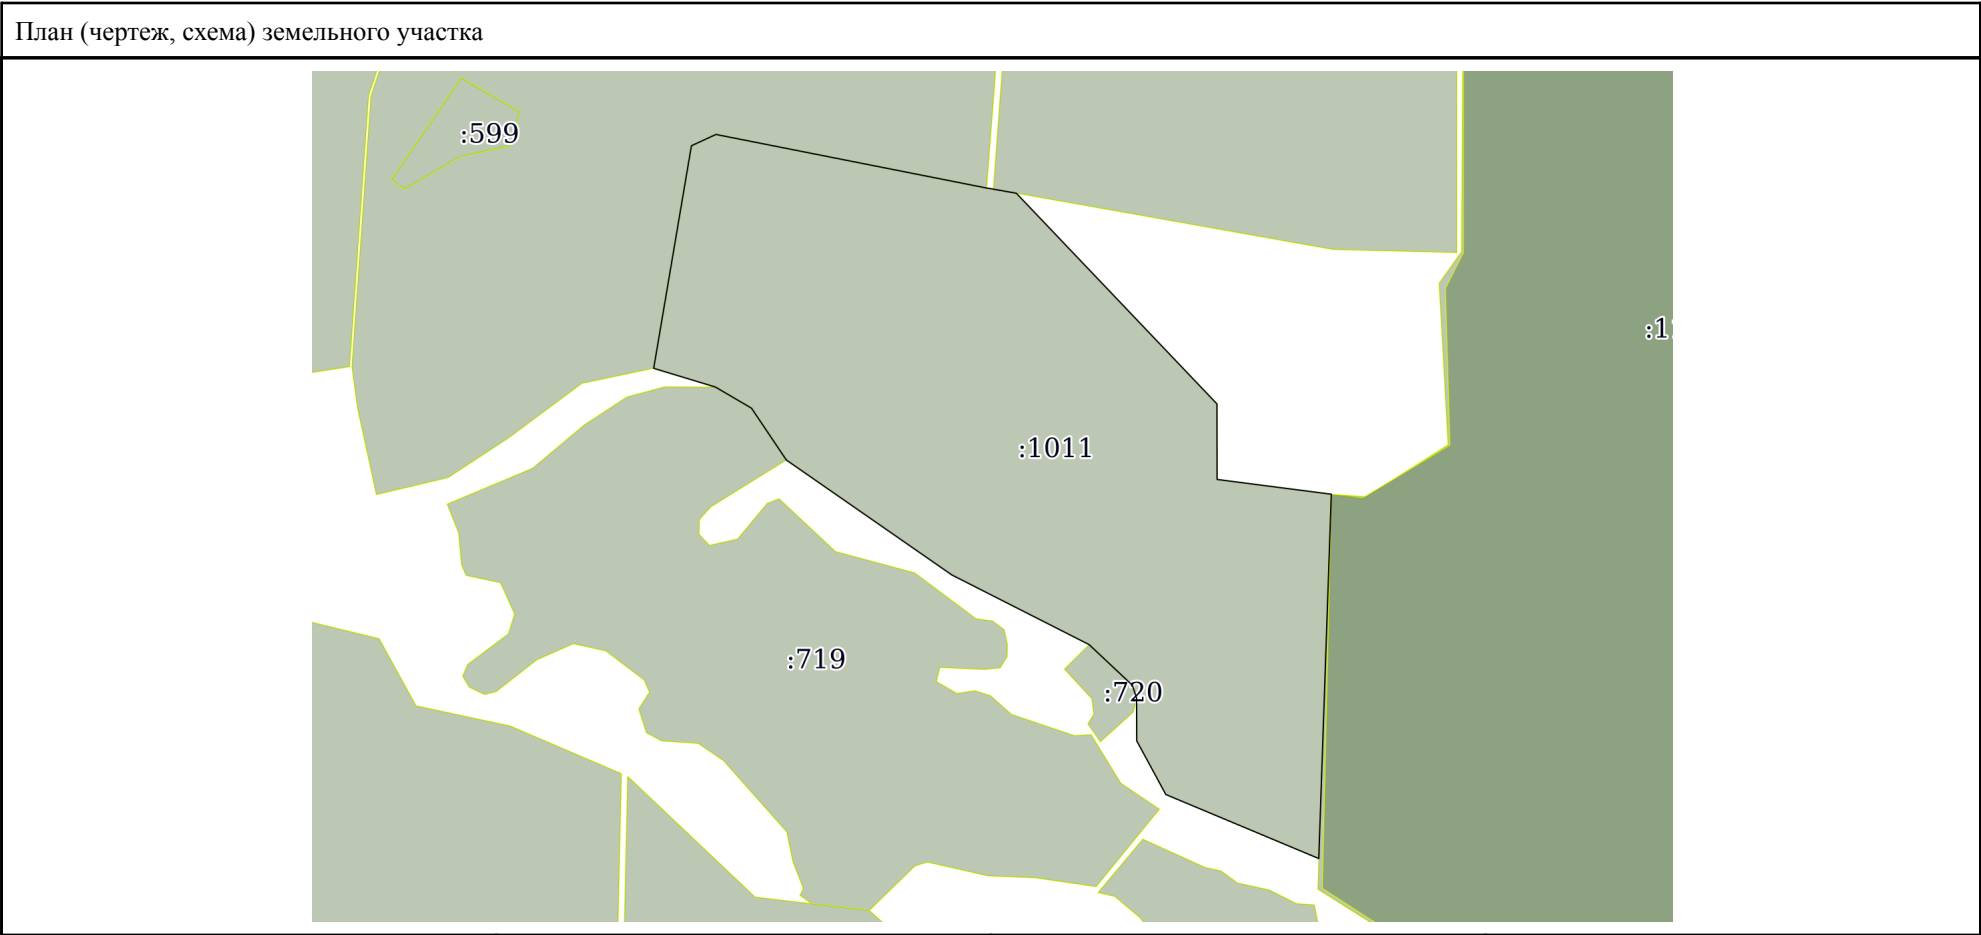 План (чертеж, схема) земельного участка
:599
:1011
:719
:720